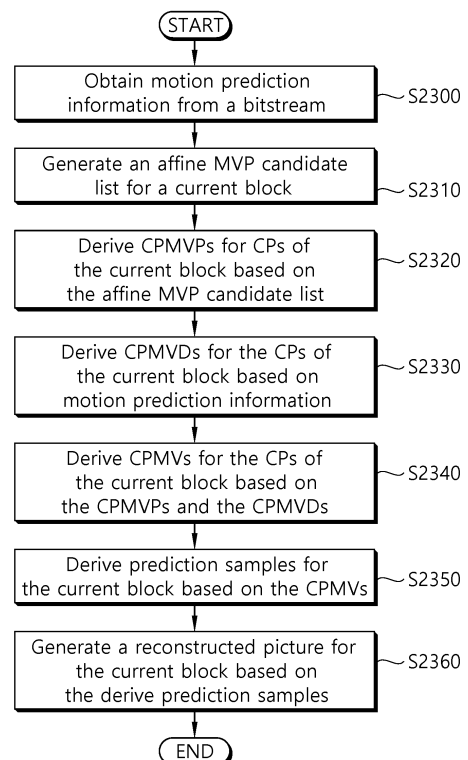 START
Obtain motion prediction
information from a bitstream
S2300
Generate an affine MVP candidate
list for a current block
S2310
Derive CPMVPs for CPs of
the current block based on
the affine MVP candidate list
S2320
Derive CPMVDs for the CPs of
the current block based on
motion prediction information
S2330
Derive CPMVs for the CPs of
the current block based on
the CPMVPs and the CPMVDs
S2340
Derive prediction samples for
the current block based on the CPMVs
S2350
Generate a reconstructed picture for
the current block based on
the derive prediction samples
S2360
END